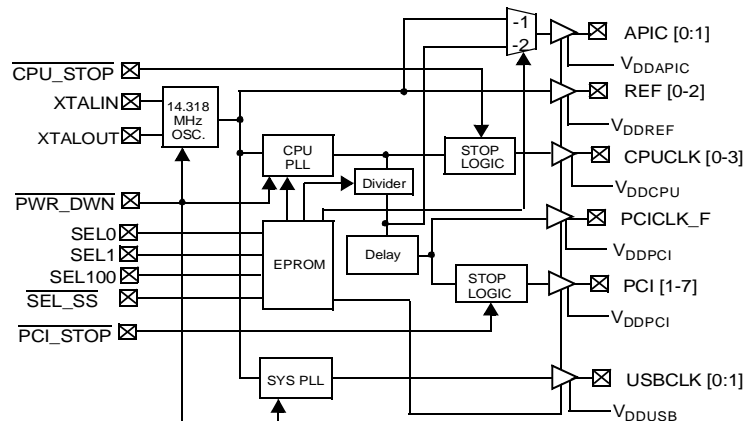 -1
APIC [0:1]
-2
VDDAPIC
CPU_STOP
XTALIN
14.318
MHz
OSC.
REF [0-2]
XTALOUT
VDDREF
CPU
PLL
STOP
LOGIC
CPUCLK [0-3]
Divider
VDDCPU
PWR_DWN
PCICLK_F
SEL0
SEL1
EPROM
Delay
VDDPCI
SEL100
STOP
LOGIC
PCI [1-7]
SEL_SS
VDDPCI
PCI_STOP
SYS PLL
USBCLK [0:1]
VDDUSB